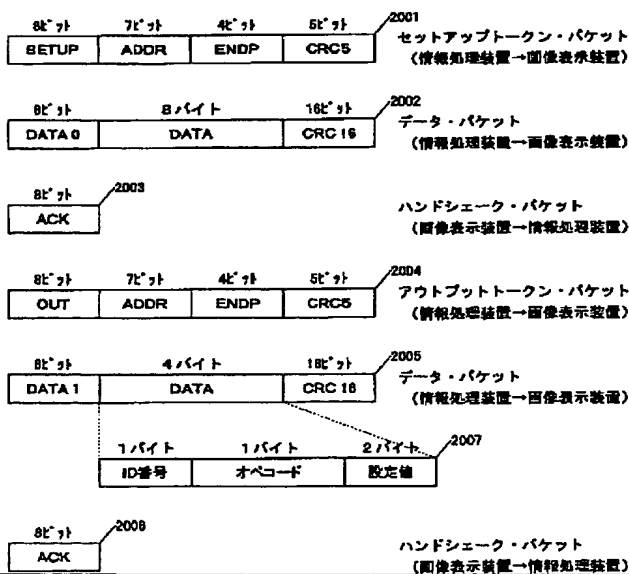 8ビット 7ビット 4ビット 5ビット 2001
SETUP ADDR ENDP CRC5 セットアップトークン・パケット
(情報処理装置→画像表示装置)
8ビット 8バイト 16ビット 2002
DATA 0 DATA CRC 16 データ・パケット
(情報処理装置→画像表示装置)
8ビット 2003
ACK ハンドシェーク・パケット
(画像表示装置→情報処理装置)
8ビット 7ビット 4ビット 5ビット 2004
OUT ADDR ENDP CRC5 アウトプットトークン・パケット
(情報処理装置→画像表示装置)
8ビット 4バイト 16ビット 2005
DATA 1 DATA CRC 16 データ・パケット
(情報処理装置→画像表示装置)
1バイト 1バイト 2バイト 2007
ID番号 オペコード 設定値
8ビット 2006
ACK ハンドシェーク・パケット
(画像表示装置→情報処理装置)